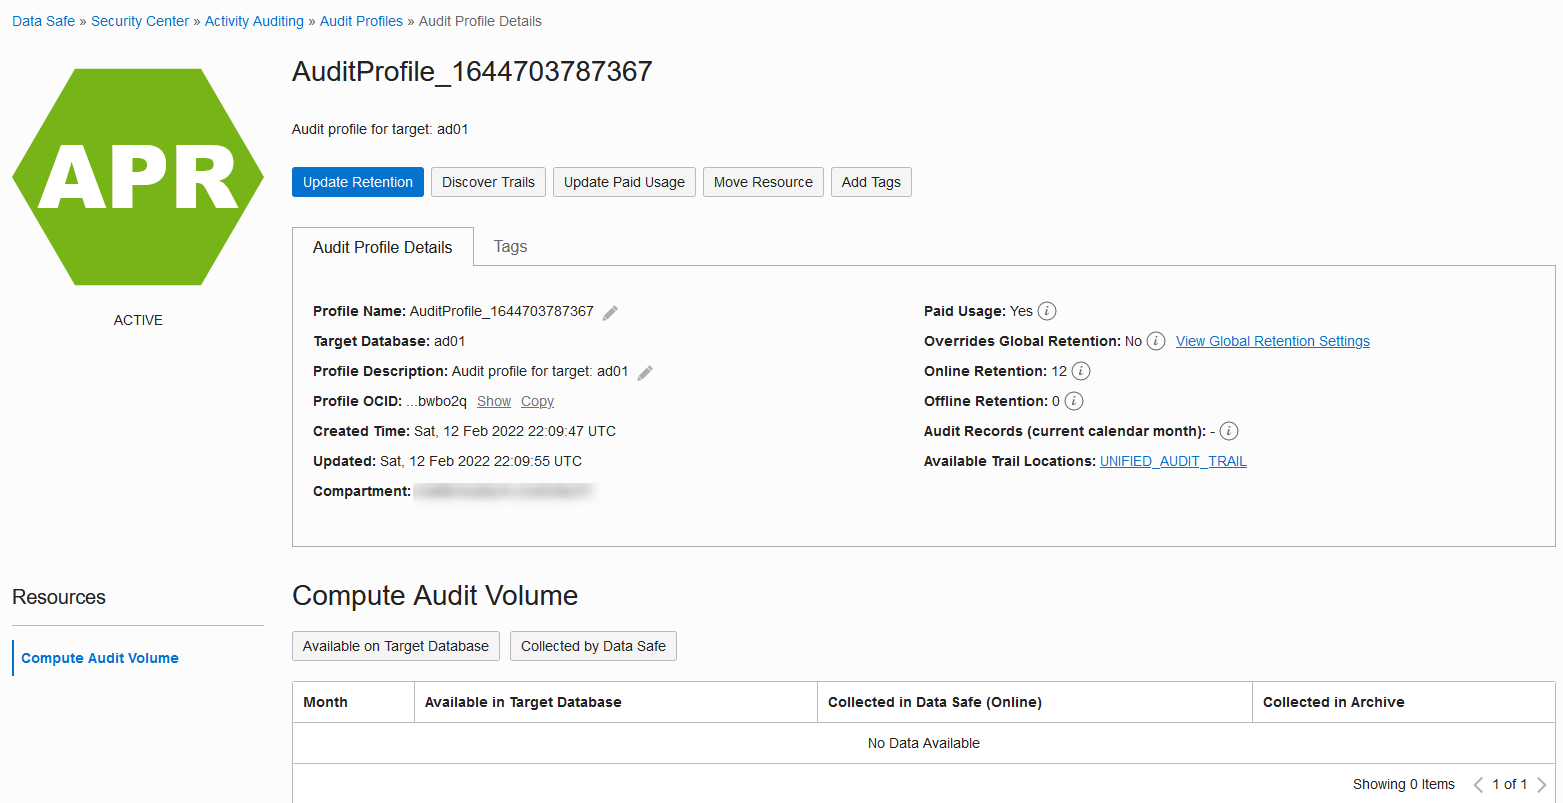 Data Safe » Security Center » Activity Auditing » Audit Profiles » Audit Profile Details
APR
ACTIVE
AuditProfile_1644703787367
Audit profile for target: ad01
Update Retention Discover Trails Update Paid Usage Move Resource Add Tags
Audit Profile Details Tags
Profile Name: AuditProfile_1644703787367
Target Database: ad01
Profile Description: Audit profile for target: ad01
Profile OCID: ...bwbo2q Show Copy
Created Time: Sat, 12 Feb 2022 22:09:47 UTC
Updated: Sat, 12 Feb 2022 22:09:55 UTC
Compartment:
Paid Usage: Yes i
Overrides Global Retention: No i View Global Retention Settings
Online Retention: 12 i
Offline Retention: 0 i
Audit Records (current calendar month): - i
Available Trail Locations: UNIFIED_AUDIT_TRAIL
Resources
Compute Audit Volume
Compute Audit Volume
Available on Target Database Collected by Data Safe
Month Available in Target Database Collected in Data Safe (Online) Collected in Archive
No Data Available
Showing 0 Items 1 of 1